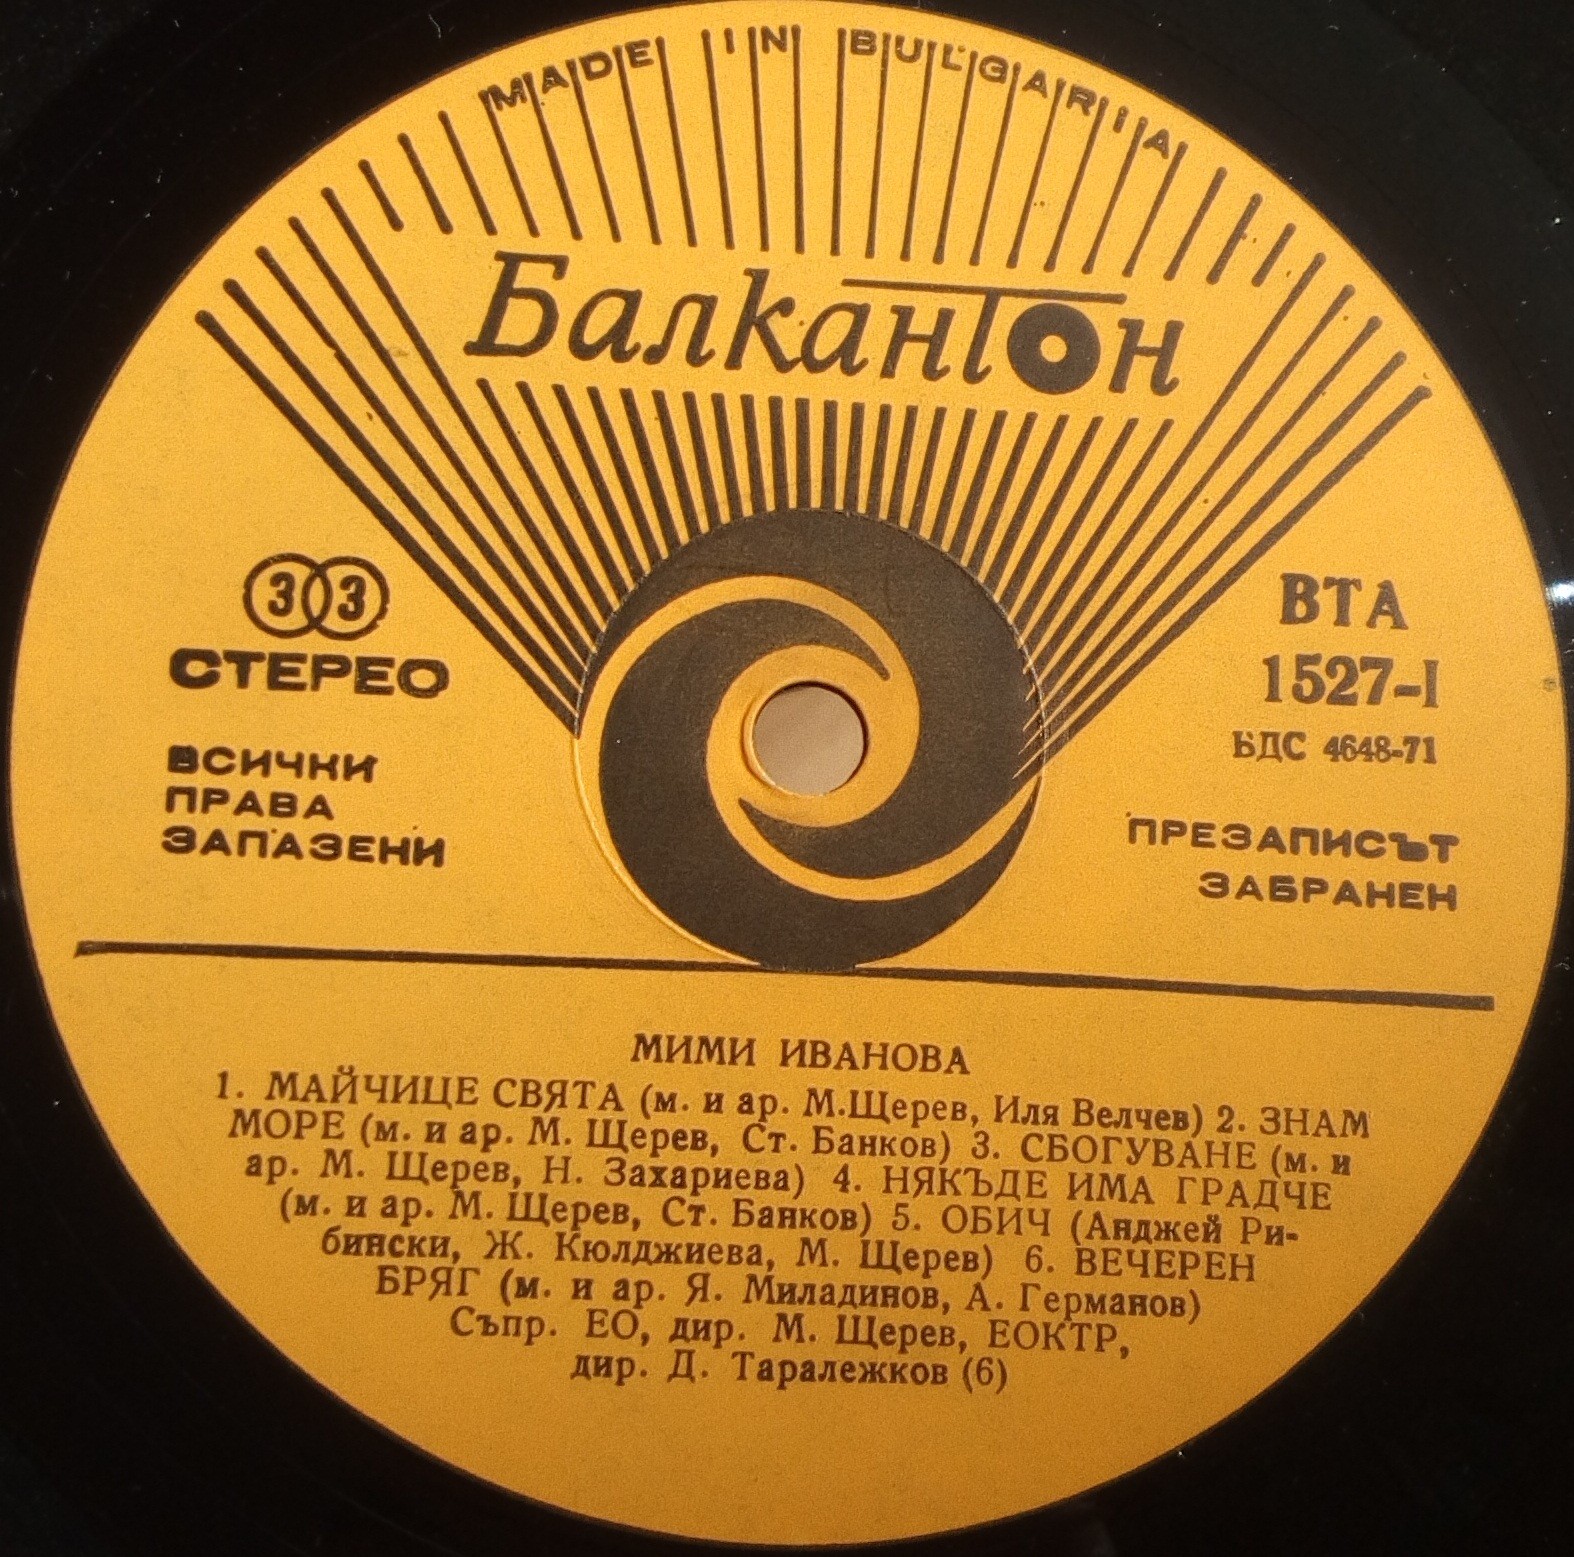 MADE IN BULGARIA
Балкантон
33
СТЕРЕО
ВСИЧКИ
ПРАВА
ЗАПАЗЕНИ
ВТА
1527-I
БДС 4648-71
ПРЕЗАПИСЪТ
ЗАБРАНЕН
МИМИ ИВАНОВА
1. МАЙЧИЦЕ СВЯТА (м. и ар. М.Щерев, Иля Велчев) 2. ЗНАМ
МОРЕ (м. и ар. М. Щерев, Ст. Банков) 3. СБОГУВАНЕ (м. и
ар. М. Щерев, Н. Захариева) 4. НЯКЪДЕ ИМА ГРАДЧЕ
(м. и ар. М. Щерев, Ст. Банков) 5. ОБИЧ (Анджей Ри-
бински, Ж. Кюлджиева, М. Щерев) 6. ВЕЧЕРЕН
БРЯГ (м. и ар. Я. Миладинов, А. Германов)
Съпр. ЕО, дир. М. Щерев, ЕОКТР,
дир. Д. Таралежков (6)